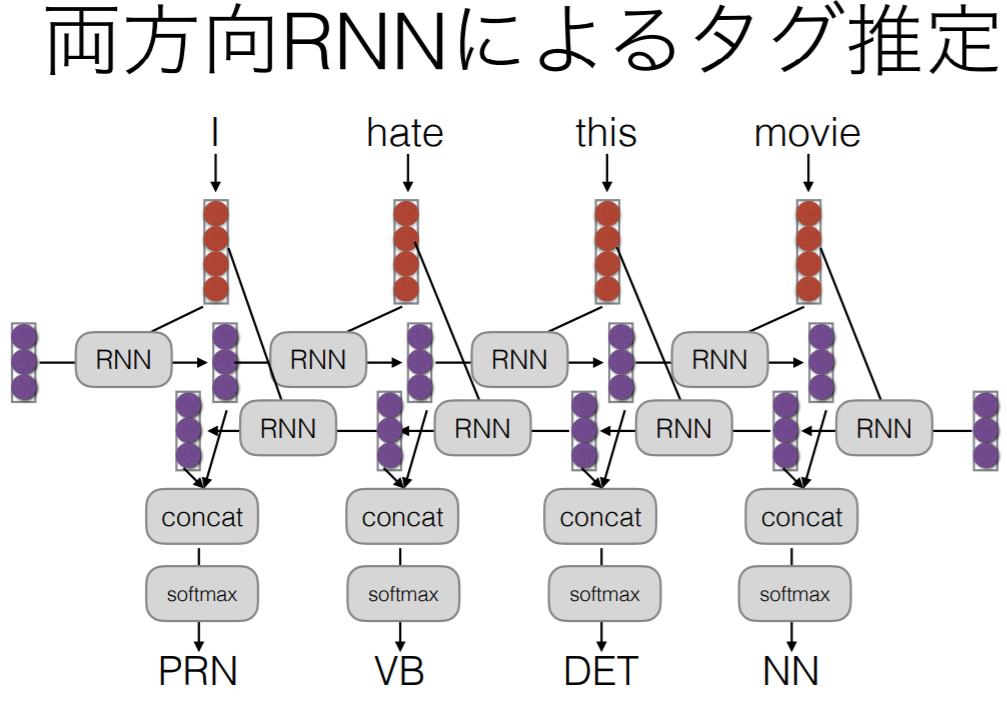 両方向RNNによるタグ推定
I hate this movie
RNN RNN RNN RNN
RNN RNN RNN RNN
concat concat concat concat
softmax softmax softmax softmax
PRN VB DET NN